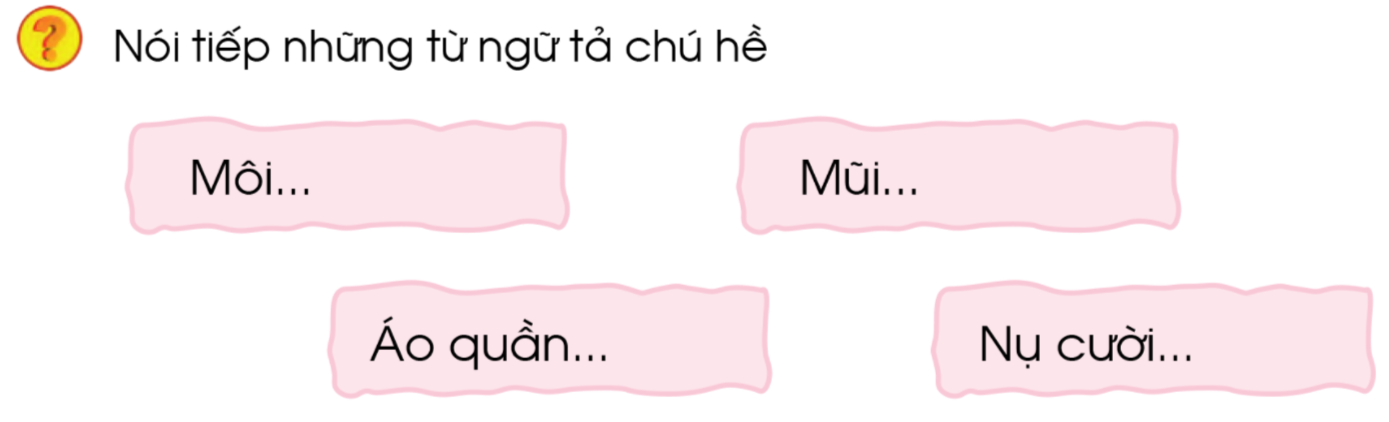 ?
Nói tiếp những từ ngữ tả chú hề
Môi...
Mũi...
Áo quần...
Nụ cười...